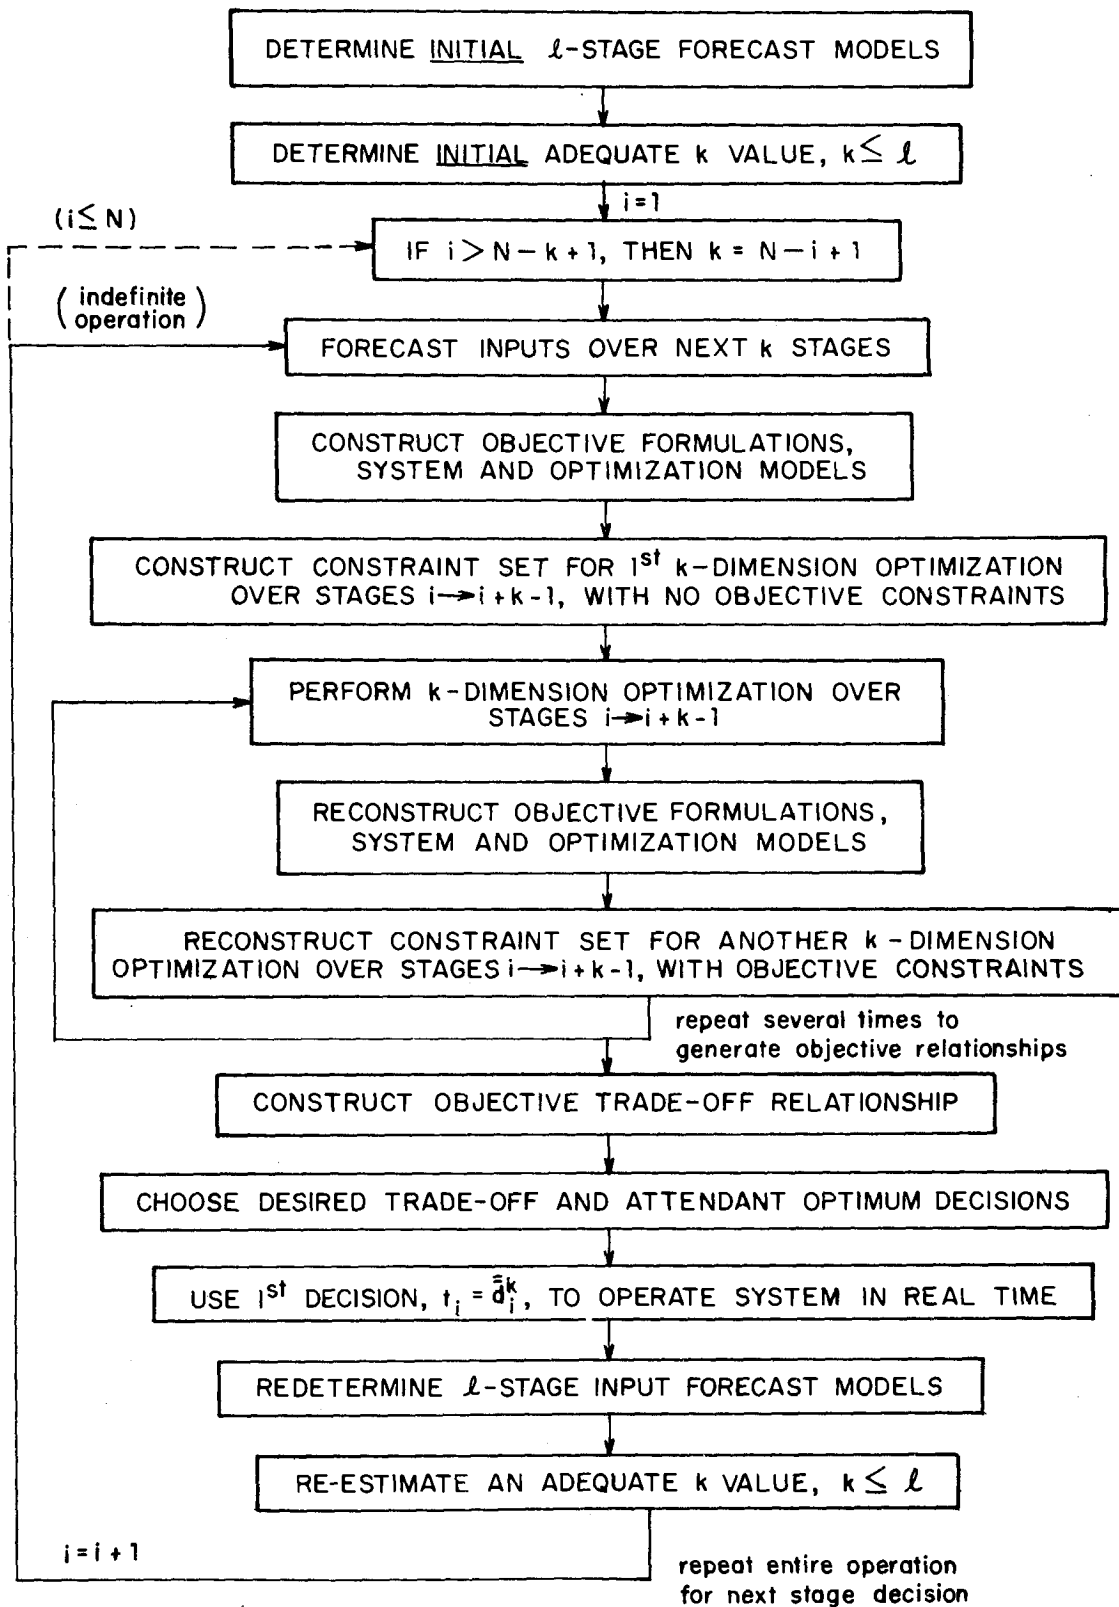 DETERMINE INITIAL ℓ-STAGE FORECAST MODELS
DETERMINE INITIAL ADEQUATE k VALUE, k ≤ ℓ
i=1
(i ≤ N)
IF i > N-k+1, THEN k = N-i+1
(indefinite
operation)
FORECAST INPUTS OVER NEXT k STAGES
CONSTRUCT OBJECTIVE FORMULATIONS,
SYSTEM AND OPTIMIZATION MODELS
CONSTRUCT CONSTRAINT SET FOR 1st k-DIMENSION OPTIMIZATION
OVER STAGES i→i+k-1, WITH NO OBJECTIVE CONSTRAINTS
PERFORM k-DIMENSION OPTIMIZATION OVER
STAGES i→i+k-1
RECONSTRUCT OBJECTIVE FORMULATIONS,
SYSTEM AND OPTIMIZATION MODELS
RECONSTRUCT CONSTRAINT SET FOR ANOTHER k-DIMENSION
OPTIMIZATION OVER STAGES i→i+k-1, WITH OBJECTIVE CONSTRAINTS
repeat several times to
generate objective relationships
CONSTRUCT OBJECTIVE TRADE-OFF RELATIONSHIP
CHOOSE DESIRED TRADE-OFF AND ATTENDANT OPTIMUM DECISIONS
USE 1st DECISION, t_i = d̿_i^k, TO OPERATE SYSTEM IN REAL TIME
REDETERMINE ℓ-STAGE INPUT FORECAST MODELS
RE-ESTIMATE AN ADEQUATE k VALUE, k ≤ ℓ
i=i+1
repeat entire operation
for next stage decision